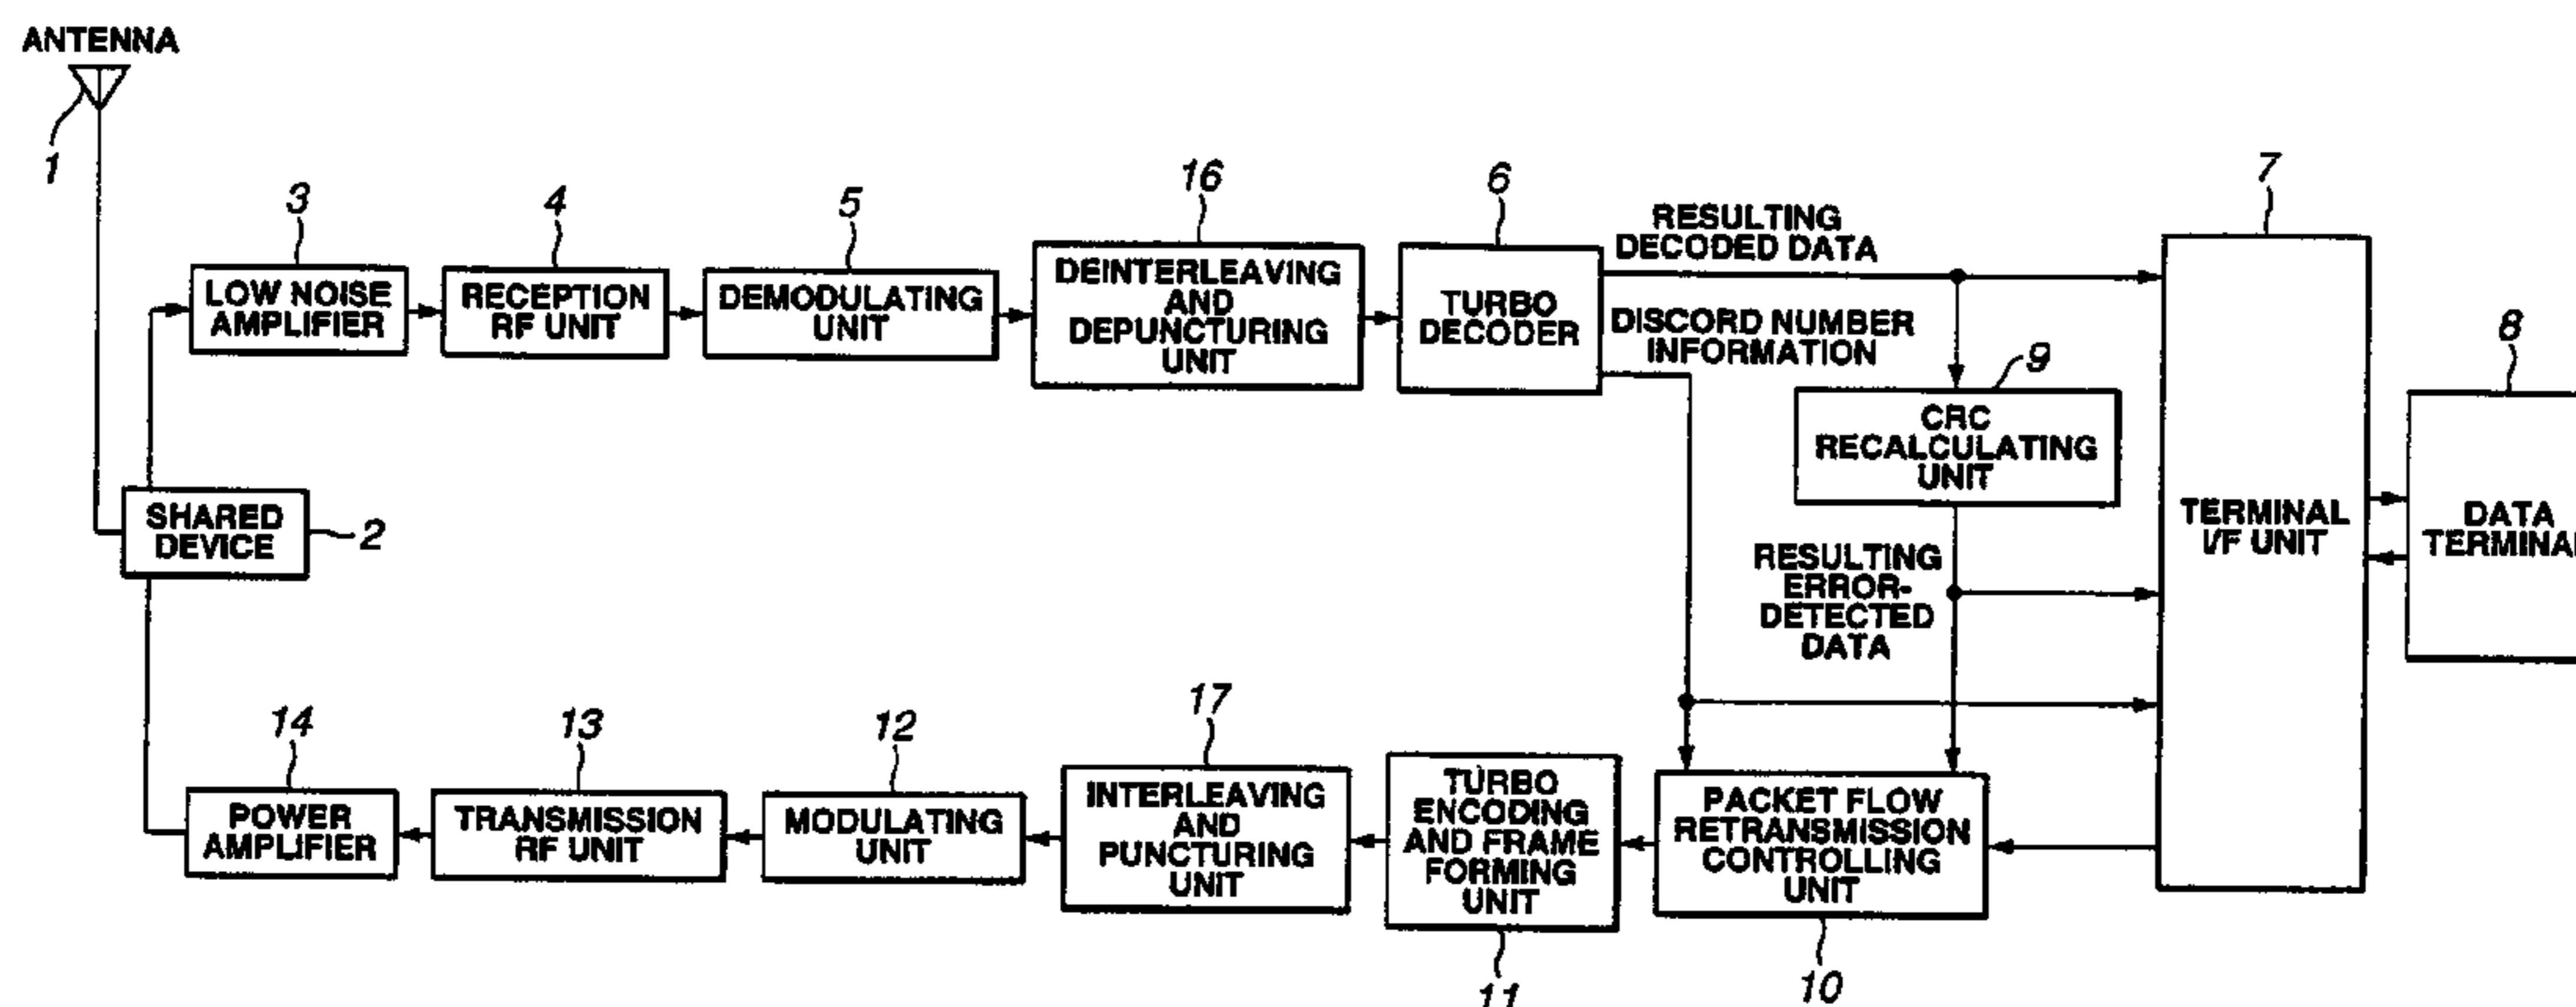 ANTENNA
1
3
LOW NOISE
AMPLIFIER
4
RECEPTION
RF UNIT
5
DEMODULATING
UNIT
16
DEINTERLEAVING
AND
DEPUNCTURING
UNIT
6
TURBO
DECODER
RESULTING
DECODED DATA
DISCORD NUMBER
INFORMATION
9
CRC
RECALCULATING
UNIT
7
TERMINAL
I/F UNIT
8
DATA
TERMINAL
SHARED
DEVICE
2
RESULTING
ERROR-
DETECTED
DATA
14
POWER
AMPLIFIER
13
TRANSMISSION
RF UNIT
12
MODULATING
UNIT
17
INTERLEAVING
AND
PUNCTURING
UNIT
TURBO
ENCODING
AND FRAME
FORMING
UNIT
11
PACKET FLOW
RETRANSMISSION
CONTROLLING
UNIT
10